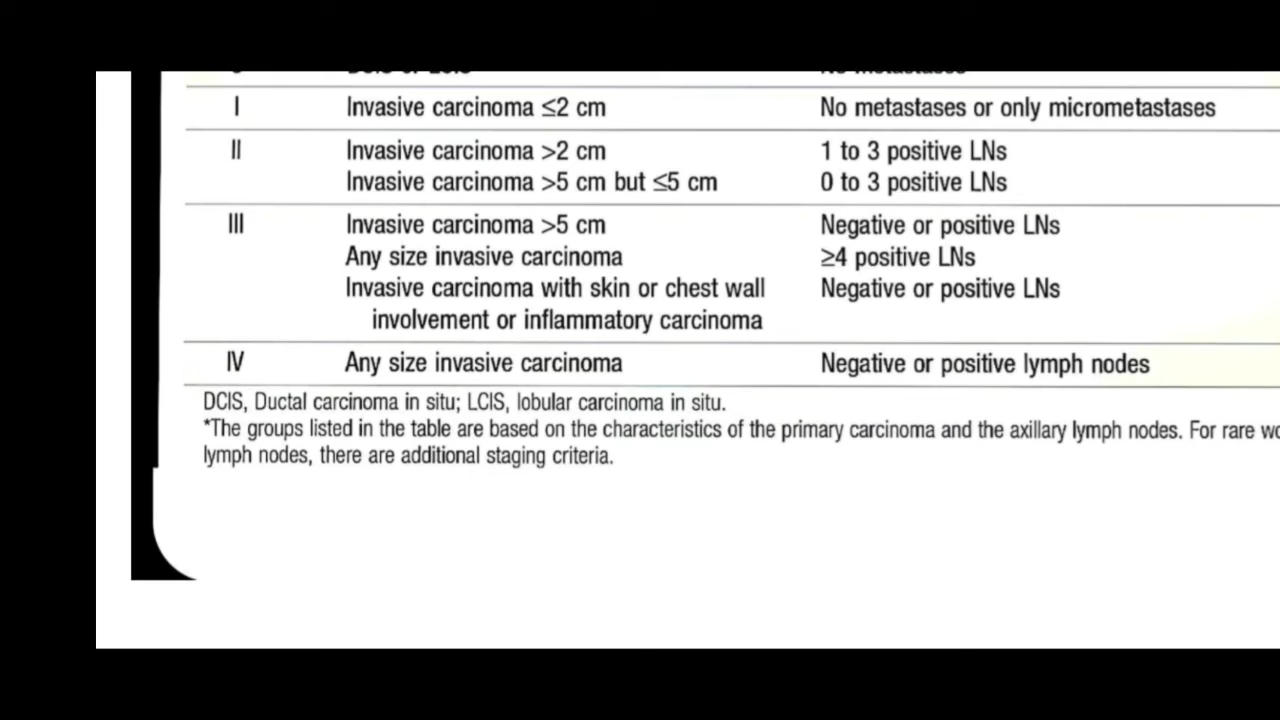 I Invasive carcinoma ≤2 cm No metastases or only micrometastases
II Invasive carcinoma >2 cm 1 to 3 positive LNs
Invasive carcinoma >5 cm but ≤5 cm 0 to 3 positive LNs
III Invasive carcinoma >5 cm Negative or positive LNs
Any size invasive carcinoma ≥4 positive LNs
Invasive carcinoma with skin or chest wall Negative or positive LNs
involvement or inflammatory carcinoma
IV Any size invasive carcinoma Negative or positive lymph nodes
DCIS, Ductal carcinoma in situ; LCIS, lobular carcinoma in situ.
*The groups listed in the table are based on the characteristics of the primary carcinoma and the axillary lymph nodes. For rare
lymph nodes, there are additional staging criteria.